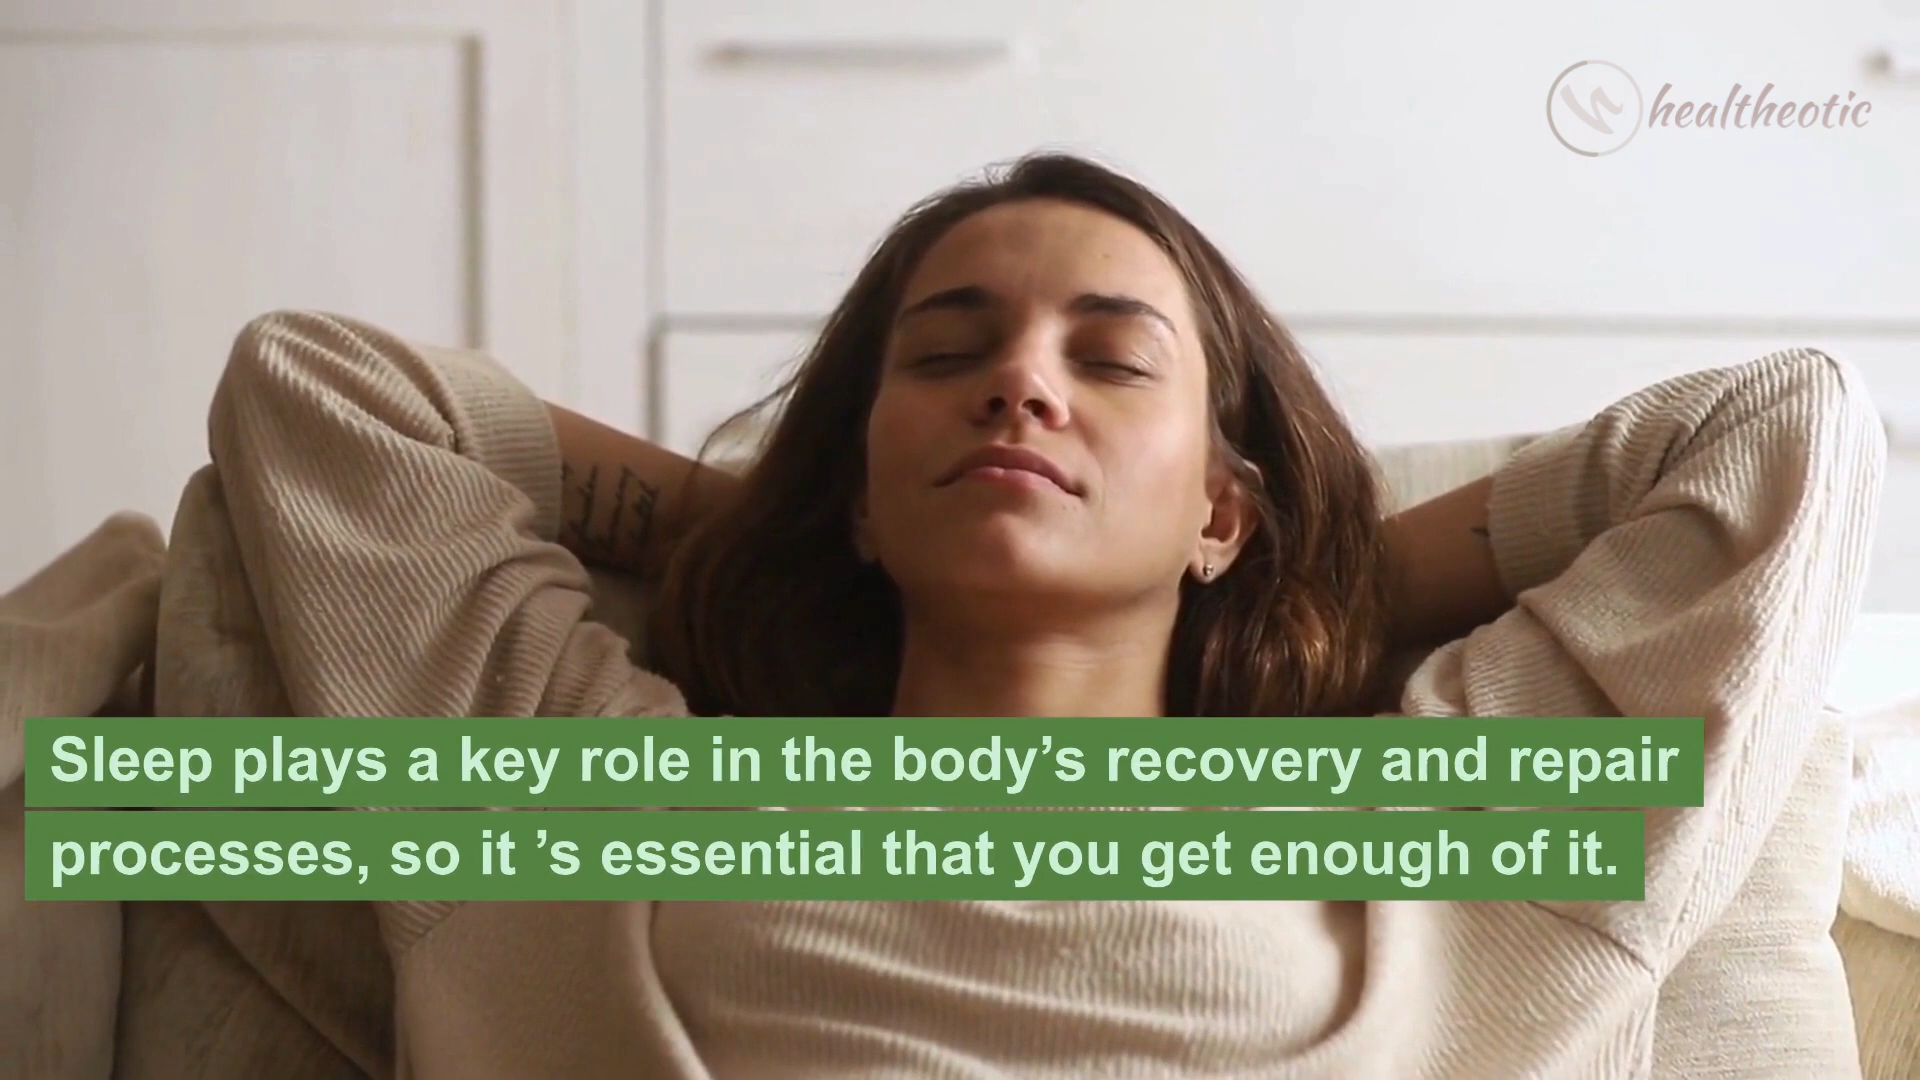 healtheotic
Sleep plays a key role in the body’s recovery and repair
processes, so it ’s essential that you get enough of it.